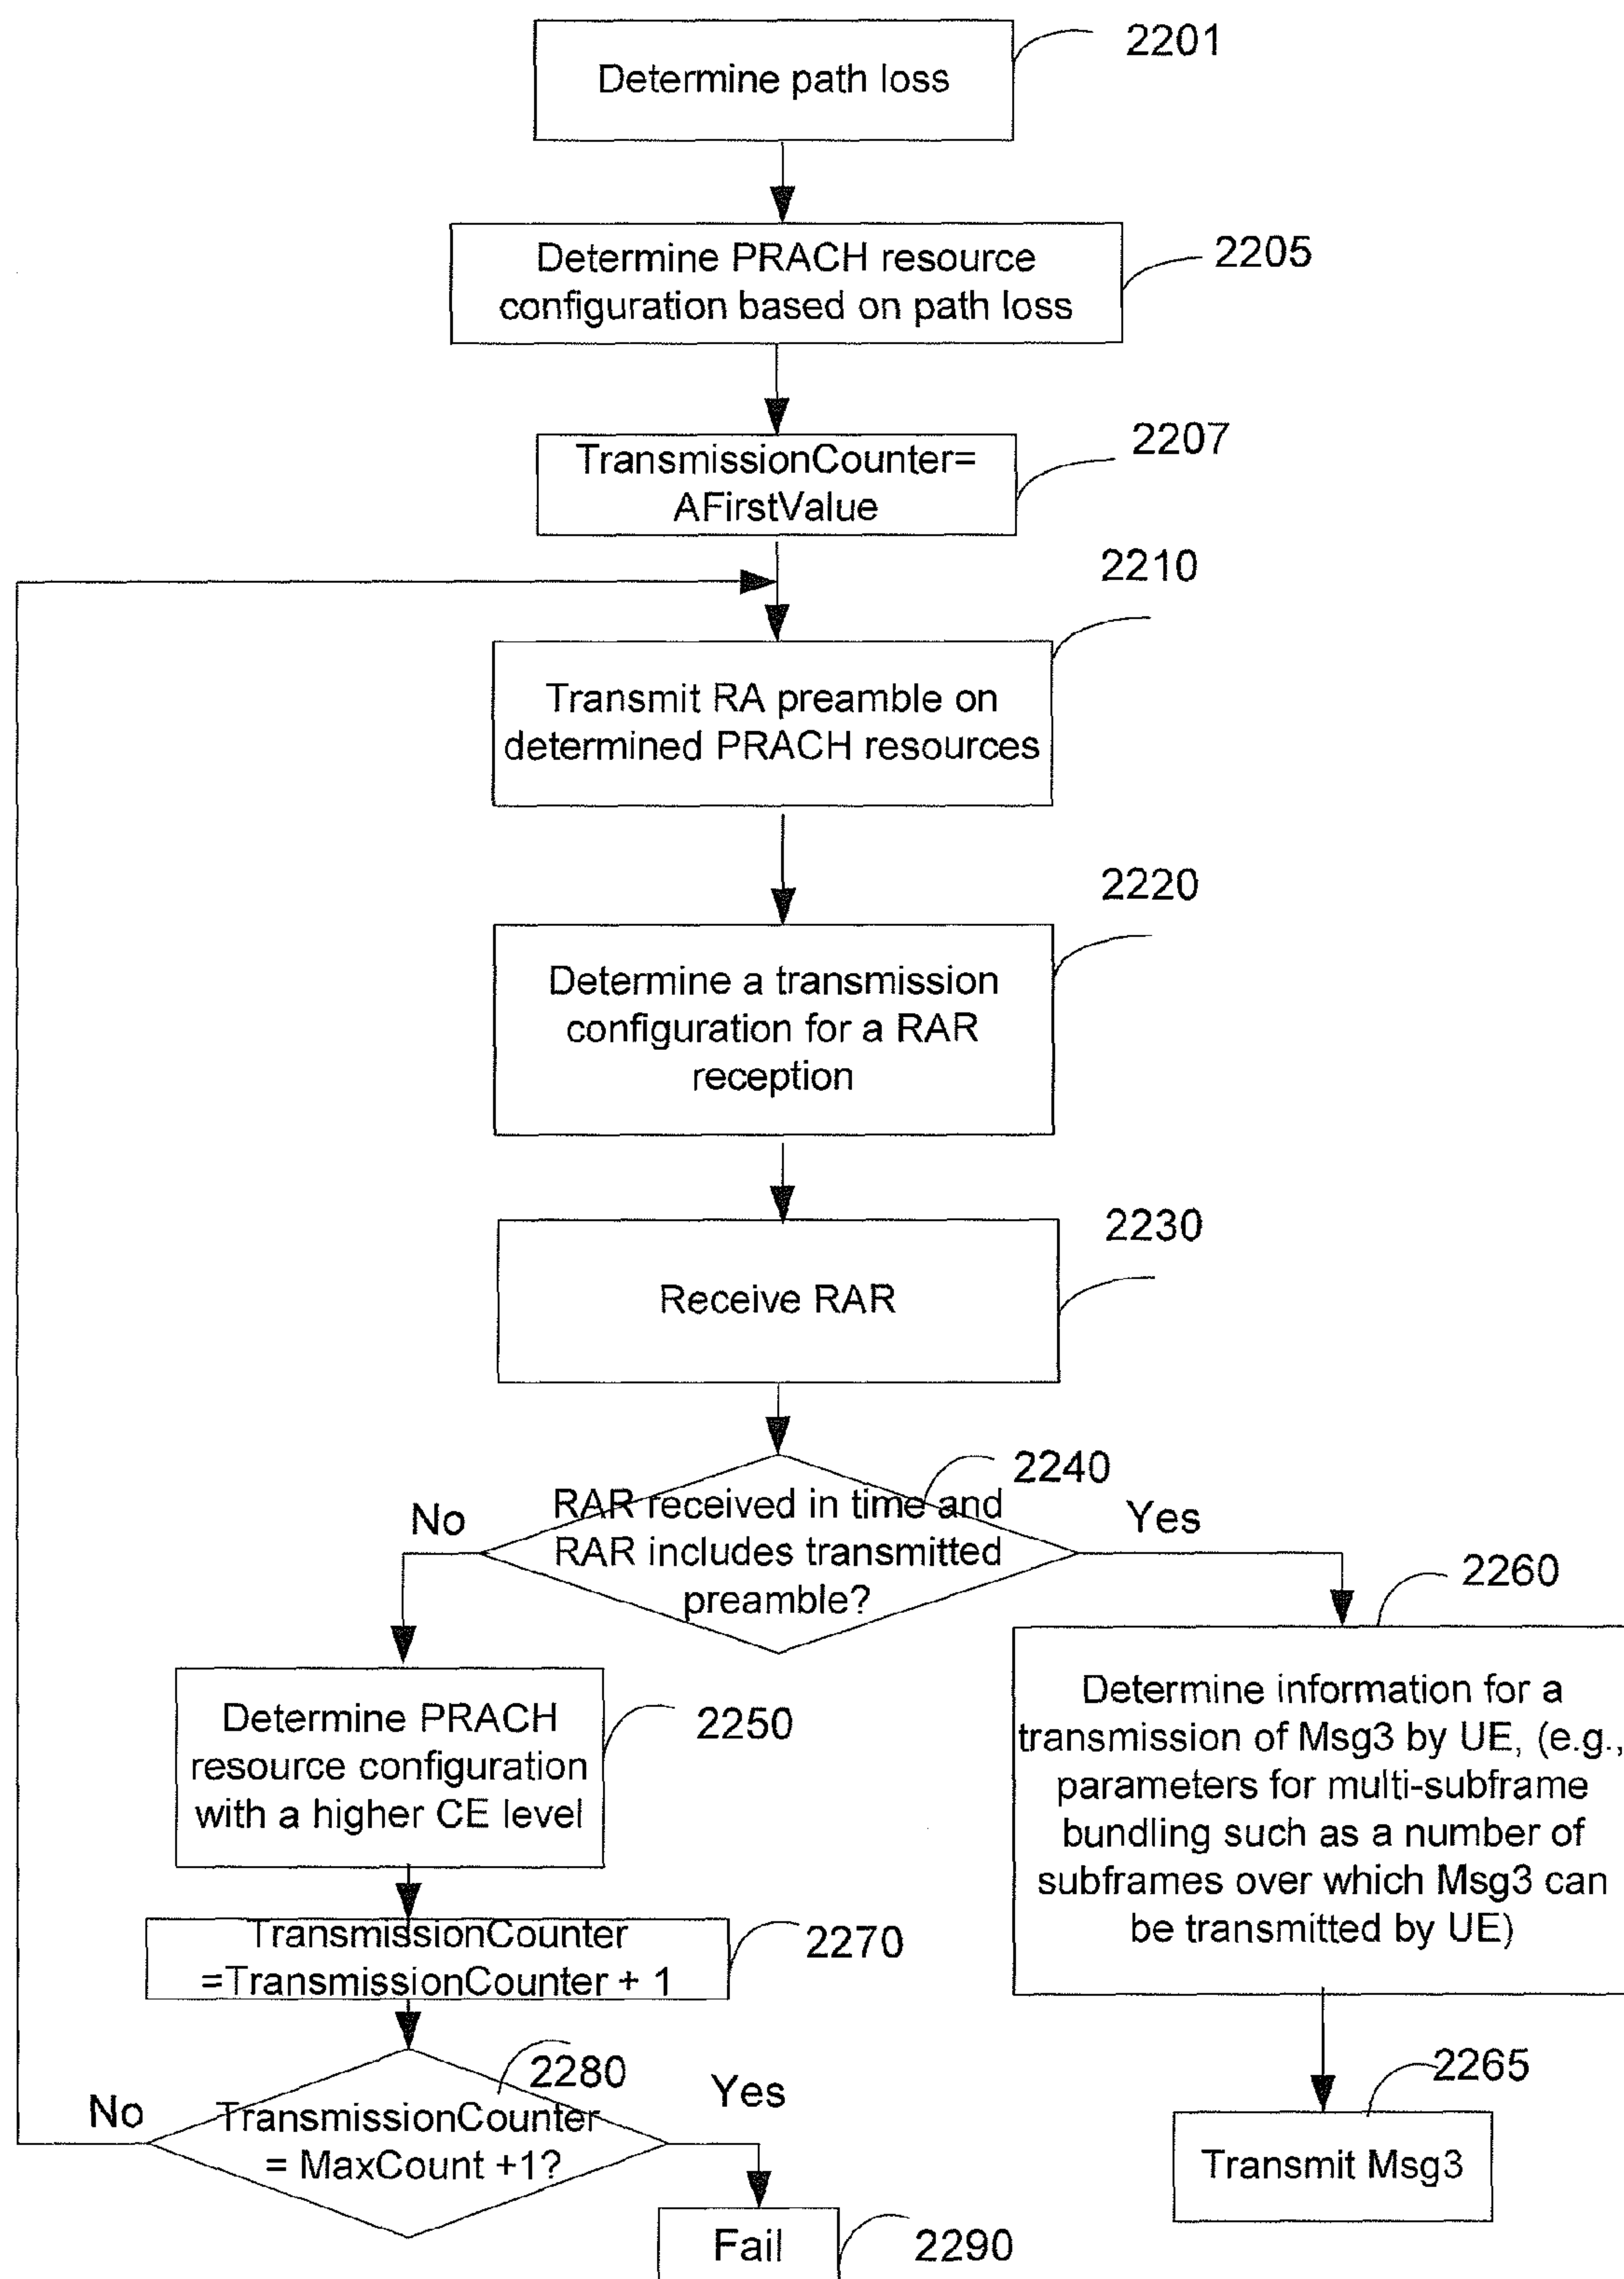 2201
Determine path loss
2205
Determine PRACH resource
configuration based on path loss
2207
TransmissionCounter=
AFirstValue
2210
Transmit RA preamble on
determined PRACH resources
2220
Determine a transmission
configuration for a RAR
reception
2230
Receive RAR
2240
RAR received in time and
RAR includes transmitted
preamble?
No
Yes
2250
Determine PRACH
resource configuration
with a higher CE level
2260
Determine information for a
transmission of Msg3 by UE, (e.g.,
parameters for multi-subframe
bundling such as a number of
subframes over which Msg3 can
be transmitted by UE)
2270
TransmissionCounter
=TransmissionCounter + 1
2280
TransmissionCounter
= MaxCount +1?
No
Yes
2265
Transmit Msg3
Fail
2290